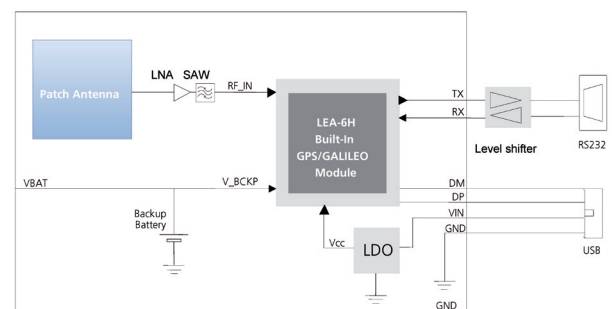 LNA SAW
RF_IN
Patch Antenna
LEA-6H
Built-In
GPS/GALILEO
Module
TX
RX
Level shifter
RS232
VBAT
V_BCKP
Backup
Battery
Vcc
LDO
DM
DP
VIN
GND
USB
GND